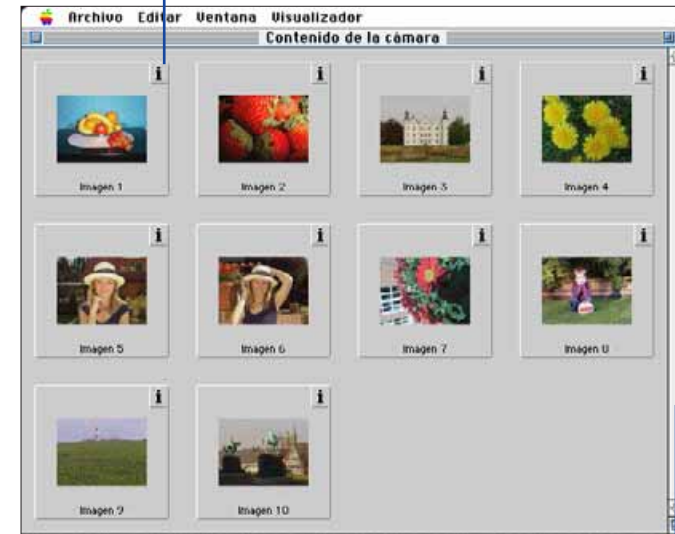 Archivo Editar Ventana Visualizador
Contenido de la cámara
i i i i
Imagen 1 Imagen 2 Imagen 3 Imagen 4
i i i i
Imagen 5 Imagen 6 Imagen 7 Imagen 8
i i
Imagen 9 Imagen 10